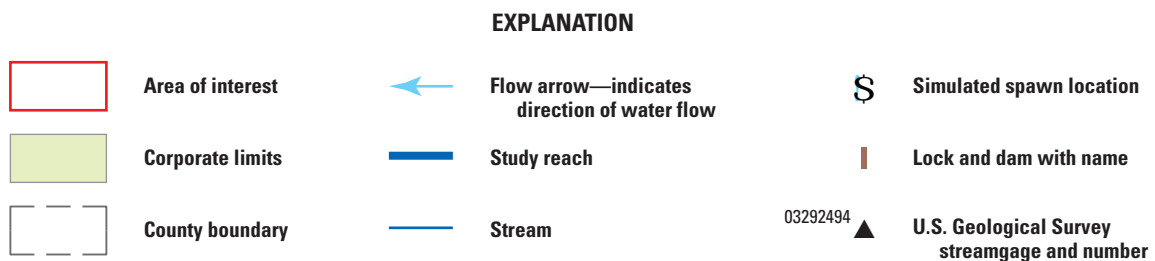 EXPLANATION
Area of interest
Corporate limits
County boundary
Flow arrow—indicates
direction of water flow
Study reach
Stream
$ Simulated spawn location
Lock and dam with name
03292494
U.S. Geological Survey
streamgage and number